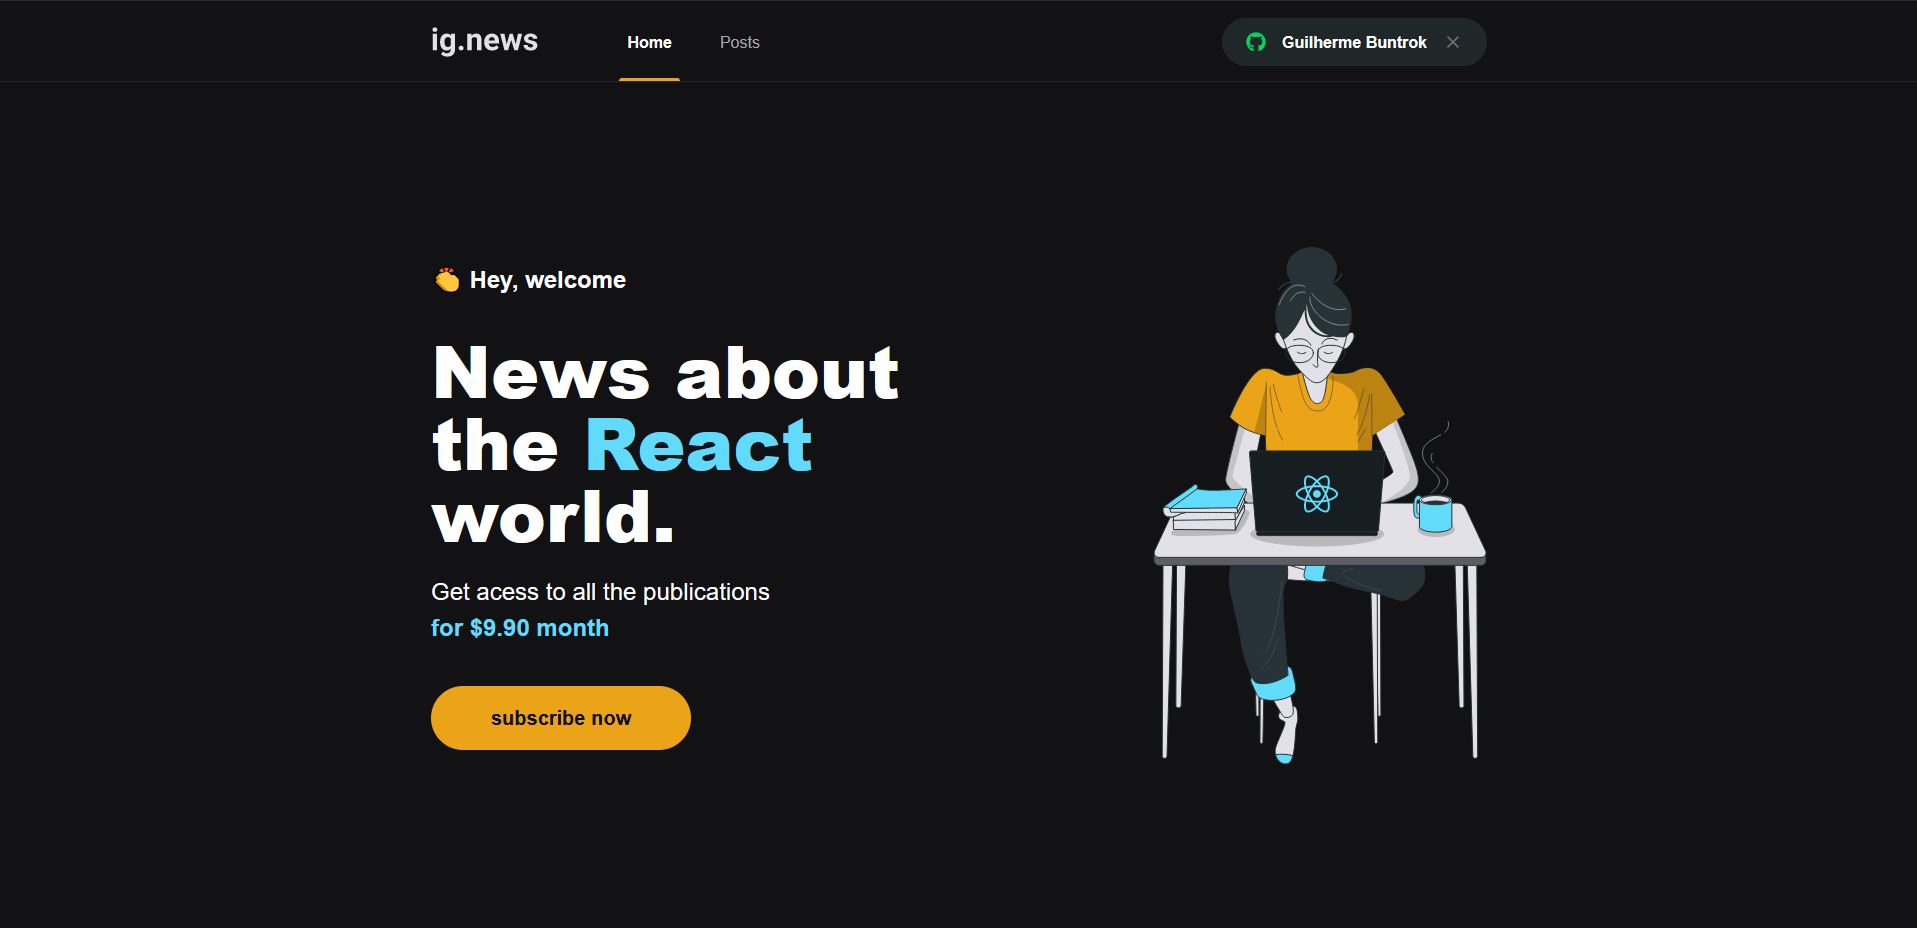 ig.news
Home
Posts
Guilherme Buntrok
👏 Hey, welcome
News about
the React
world.
Get acess to all the publications
for $9.90 month
subscribe now